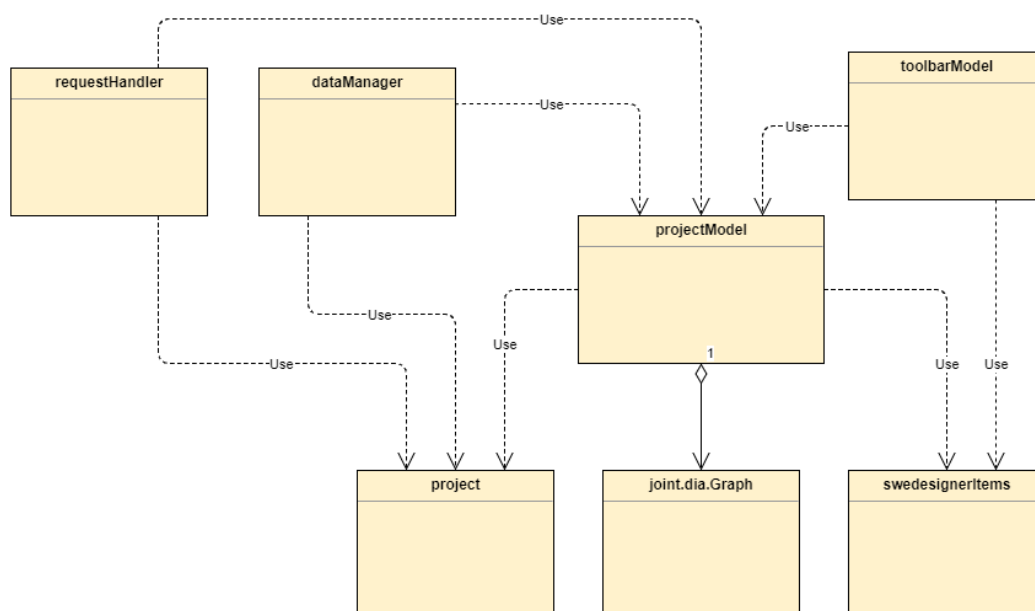 Use
requestHandler
dataManager
toolbarModel
Use
Use
projectModel
Use
Use
1
Use
Use
Use
project
joint.dia.Graph
swedesignerItems